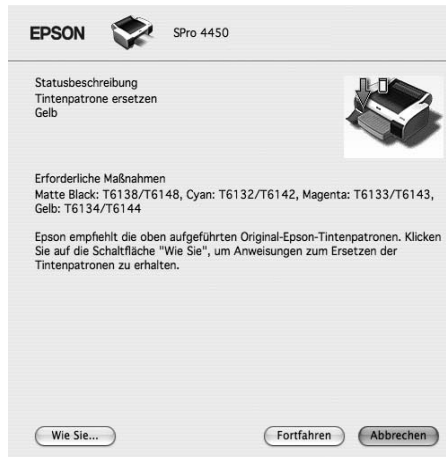 EPSON SPro 4450
Statusbeschreibung
Tintenpatrone ersetzen
Gelb
Erforderliche Maßnahmen
Matte Black: T6138/T6148, Cyan: T6132/T6142, Magenta: T6133/T6143,
Gelb: T6134/T6144
Epson empfiehlt die oben aufgeführten Original-Epson-Tintenpatronen. Klicken
Sie auf die Schaltfläche "Wie Sie", um Anweisungen zum Ersetzen der
Tintenpatronen zu erhalten.
Wie Sie... Fortfahren Abbrechen